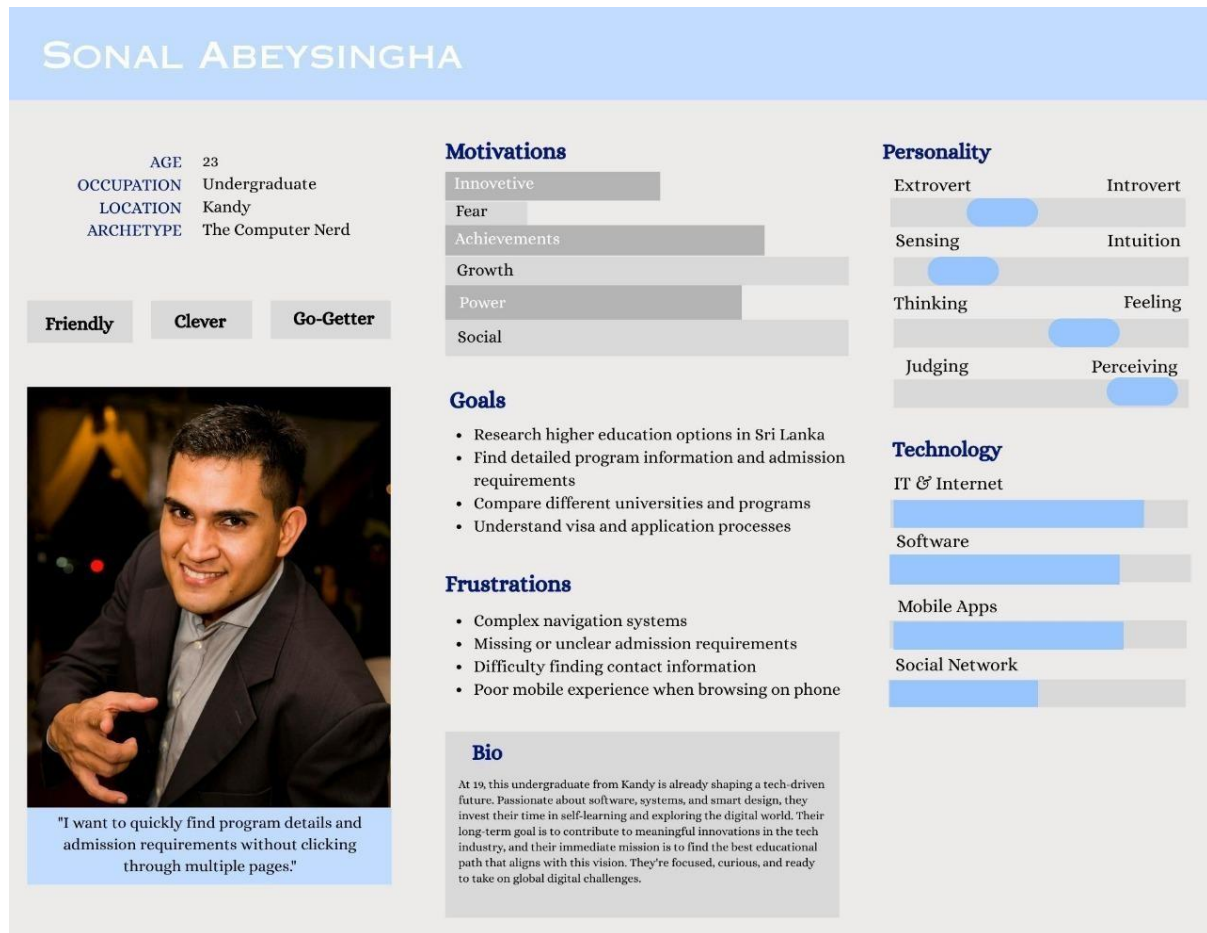 SONAL ABEYSINGHA
AGE 23
OCCUPATION Undergraduate
LOCATION Kandy
ARCHETYPE The Computer Nerd
Friendly Clever Go-Getter
"I want to quickly find program details and
admission requirements without clicking
through multiple pages."
Motivations
Innovetive
Fear
Achievements
Growth
Power
Social
Goals
• Research higher education options in Sri Lanka
• Find detailed program information and admission
requirements
• Compare different universities and programs
• Understand visa and application processes
Frustrations
• Complex navigation systems
• Missing or unclear admission requirements
• Difficulty finding contact information
• Poor mobile experience when browsing on phone
Bio
At 19, this undergraduate from Kandy is already shaping a tech-driven
future. Passionate about software, systems, and smart design, they
invest their time in self-learning and exploring the digital world. Their
long-term goal is to contribute to meaningful innovations in the tech
industry, and their immediate mission is to find the best educational
path that aligns with this vision. They're focused, curious, and ready
to take on global digital challenges.
Personality
Extrovert Introvert
Sensing Intuition
Thinking Feeling
Judging Perceiving
Technology
IT & Internet
Software
Mobile Apps
Social Network